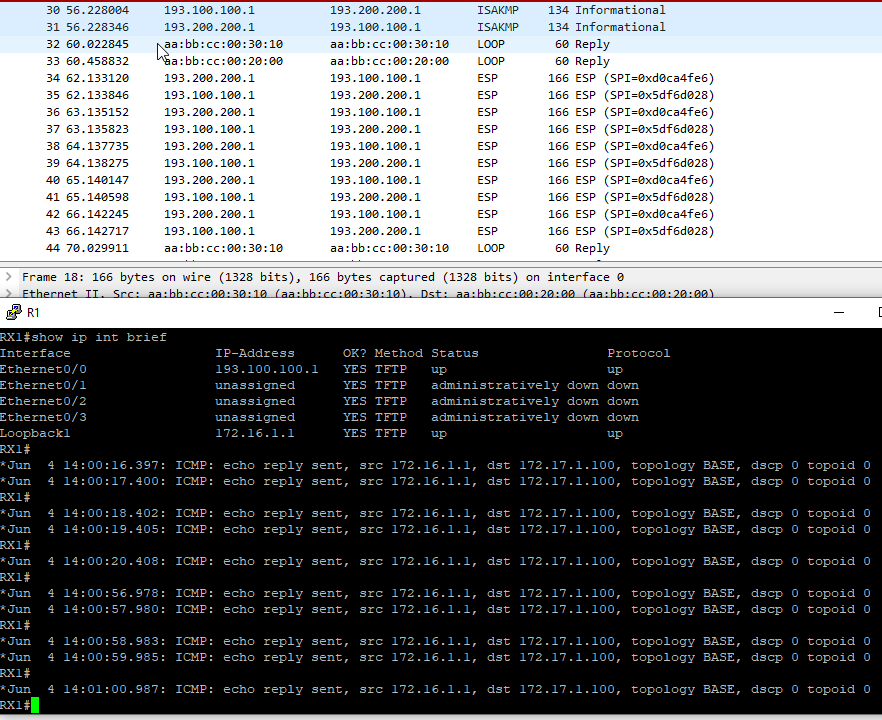 30 56.228004 193.100.100.1 193.200.200.1 ISAKMP 134 Informational
31 56.228346 193.200.200.1 193.100.100.1 ISAKMP 134 Informational
32 60.022845 aa:bb:cc:00:30:10 aa:bb:cc:00:30:10 LOOP 60 Reply
33 60.458832 aa:bb:cc:00:20:00 aa:bb:cc:00:20:00 LOOP 60 Reply
34 62.133120 193.200.200.1 193.100.100.1 ESP 166 ESP (SPI=0xd0ca4fe6)
35 62.133846 193.100.100.1 193.200.200.1 ESP 166 ESP (SPI=0x5df6d028)
36 63.135152 193.200.200.1 193.100.100.1 ESP 166 ESP (SPI=0xd0ca4fe6)
37 63.135823 193.100.100.1 193.200.200.1 ESP 166 ESP (SPI=0x5df6d028)
38 64.137735 193.200.200.1 193.100.100.1 ESP 166 ESP (SPI=0xd0ca4fe6)
39 64.138275 193.100.100.1 193.200.200.1 ESP 166 ESP (SPI=0x5df6d028)
40 65.140147 193.200.200.1 193.100.100.1 ESP 166 ESP (SPI=0xd0ca4fe6)
41 65.140598 193.100.100.1 193.200.200.1 ESP 166 ESP (SPI=0x5df6d028)
42 66.142245 193.200.200.1 193.100.100.1 ESP 166 ESP (SPI=0xd0ca4fe6)
43 66.142717 193.100.100.1 193.200.200.1 ESP 166 ESP (SPI=0x5df6d028)
44 70.029911 aa:bb:cc:00:30:10 aa:bb:cc:00:30:10 LOOP 60 Reply
Frame 18: 166 bytes on wire (1328 bits), 166 bytes captured (1328 bits) on interface 0
Ethernet II, Src: aa:bb:cc:00:30:10 (aa:bb:cc:00:30:10), Dst: aa:bb:cc:00:20:00 (aa:bb:cc:00:20:00)
R1
RX1#show ip int brief
Interface IP-Address OK? Method Status Protocol
Ethernet0/0 193.100.100.1 YES TFTP up up
Ethernet0/1 unassigned YES TFTP administratively down down
Ethernet0/2 unassigned YES TFTP administratively down down
Ethernet0/3 unassigned YES TFTP administratively down down
Loopback1 172.16.1.1 YES TFTP up up
RX1#
*Jun 4 14:00:16.397: ICMP: echo reply sent, src 172.16.1.1, dst 172.17.1.100, topology BASE, dscp 0 topoid 0
*Jun 4 14:00:17.400: ICMP: echo reply sent, src 172.16.1.1, dst 172.17.1.100, topology BASE, dscp 0 topoid 0
RX1#
*Jun 4 14:00:18.402: ICMP: echo reply sent, src 172.16.1.1, dst 172.17.1.100, topology BASE, dscp 0 topoid 0
*Jun 4 14:00:19.405: ICMP: echo reply sent, src 172.16.1.1, dst 172.17.1.100, topology BASE, dscp 0 topoid 0
RX1#
*Jun 4 14:00:20.408: ICMP: echo reply sent, src 172.16.1.1, dst 172.17.1.100, topology BASE, dscp 0 topoid 0
RX1#
*Jun 4 14:00:56.978: ICMP: echo reply sent, src 172.16.1.1, dst 172.17.1.100, topology BASE, dscp 0 topoid 0
*Jun 4 14:00:57.980: ICMP: echo reply sent, src 172.16.1.1, dst 172.17.1.100, topology BASE, dscp 0 topoid 0
RX1#
*Jun 4 14:00:58.983: ICMP: echo reply sent, src 172.16.1.1, dst 172.17.1.100, topology BASE, dscp 0 topoid 0
*Jun 4 14:00:59.985: ICMP: echo reply sent, src 172.16.1.1, dst 172.17.1.100, topology BASE, dscp 0 topoid 0
RX1#
*Jun 4 14:01:00.987: ICMP: echo reply sent, src 172.16.1.1, dst 172.17.1.100, topology BASE, dscp 0 topoid 0
RX1#